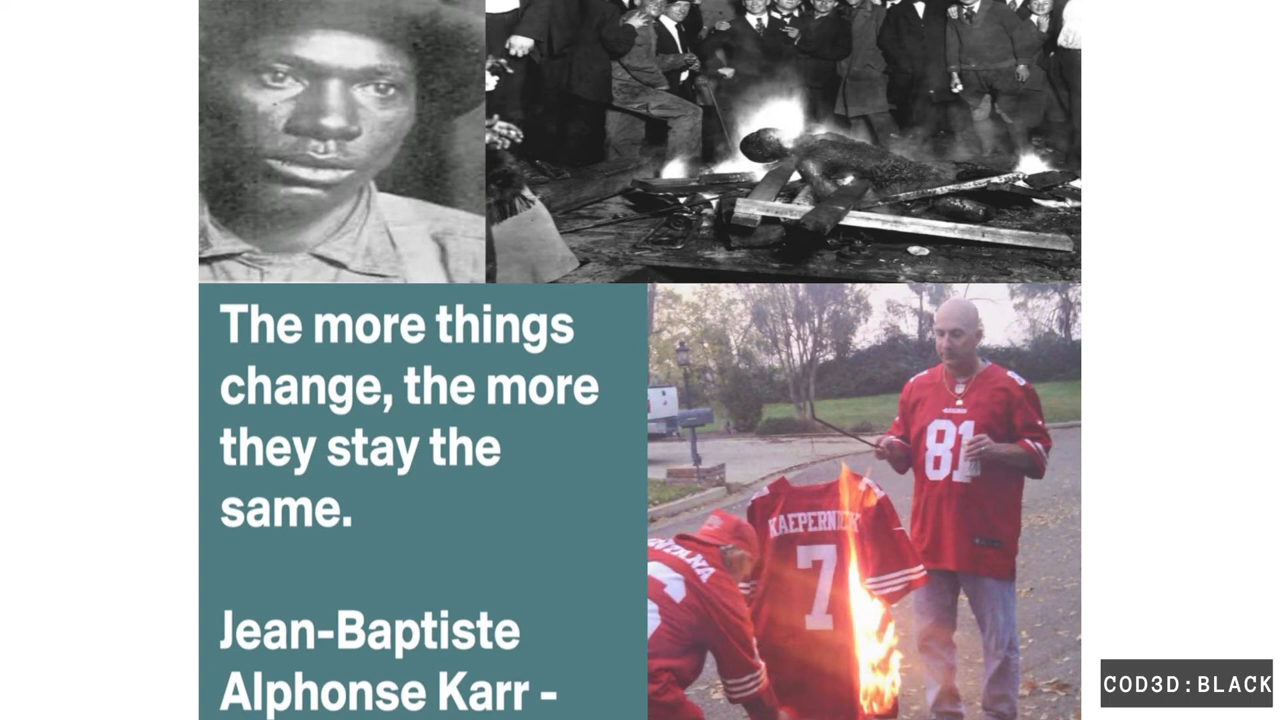 The more things
change, the more
they stay the
same.
Jean-Baptiste
Alphonse Karr -
81
KAEPERNICK
7
COD3D:BLACK